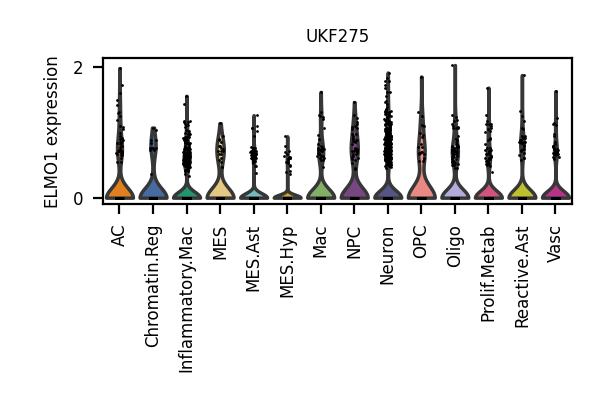 UKF275
ELMO1 expression
2
0
AC
Chromatin.Reg
Inflammatory.Mac
MES
MES.Ast
MES.Hyp
Mac
NPC
Neuron
OPC
Oligo
Prolif.Metab
Reactive.Ast
Vasc